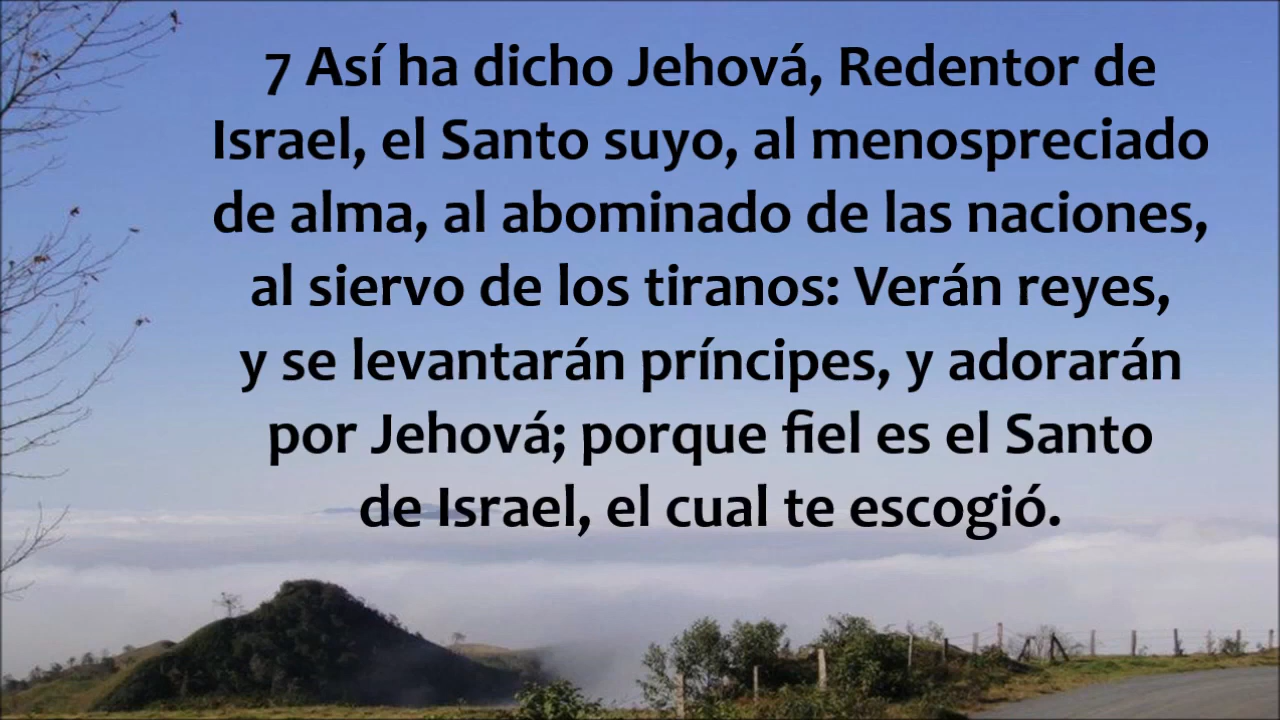 7 Así ha dicho Jehová, Redentor de
Israel, el Santo suyo, al menospreciado
de alma, al abominado de las naciones,
al siervo de los tiranos: Verán reyes,
y se levantarán príncipes, y adorarán
por Jehová; porque fiel es el Santo
de Israel, el cual te escogió.